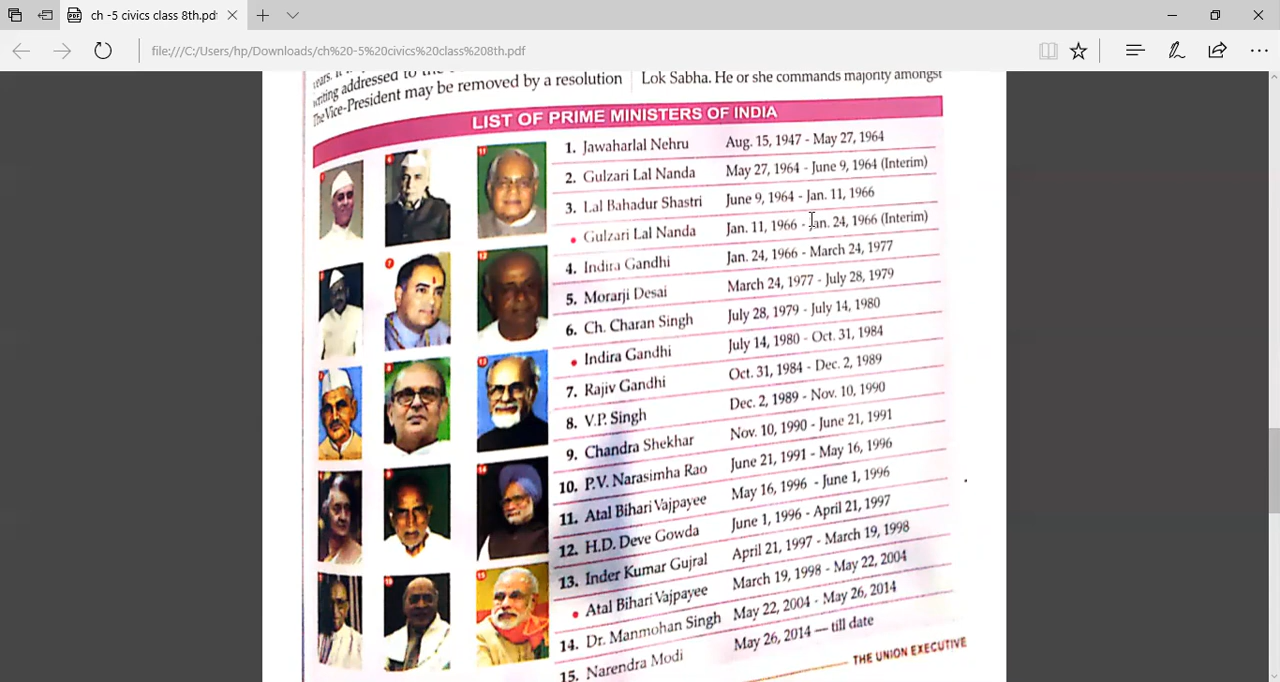 ch -5 civics class 8th.pdf
file:///C:/Users/hp/Downloads/ch%20-5%20civics%20class%208th.pdf
years. It
writing addressed to the
The Vice-President may be removed by a resolution
Lok Sabha. He or she commands majority amongst
LIST OF PRIME MINISTERS OF INDIA
1. Jawaharlal Nehru Aug. 15, 1947 - May 27, 1964
2. Gulzari Lal Nanda May 27, 1964 - June 9, 1964 (Interim)
3. Lal Bahadur Shastri June 9, 1964 - Jan. 11, 1966
• Gulzari Lal Nanda Jan. 11, 1966 - Jan. 24, 1966 (Interim)
4. Indira Gandhi Jan. 24, 1966 - March 24, 1977
5. Morarji Desai March 24, 1977 - July 28, 1979
6. Ch. Charan Singh July 28, 1979 - July 14, 1980
• Indira Gandhi July 14, 1980 - Oct. 31, 1984
7. Rajiv Gandhi Oct. 31, 1984 - Dec. 2, 1989
8. V.P. Singh Dec. 2, 1989 - Nov. 10, 1990
9. Chandra Shekhar Nov. 10, 1990 - June 21, 1991
10. P.V. Narasimha Rao June 21, 1991 - May 16, 1996
11. Atal Bihari Vajpayee May 16, 1996 - June 1, 1996
12. H.D. Deve Gowda June 1, 1996 - April 21, 1997
13. Inder Kumar Gujral April 21, 1997 - March 19, 1998
• Atal Bihari Vajpayee March 19, 1998 - May 22, 2004
14. Dr. Manmohan Singh May 22, 2004 - May 26, 2014
15. Narendra Modi May 26, 2014 — till date
THE UNION EXECUTIVE